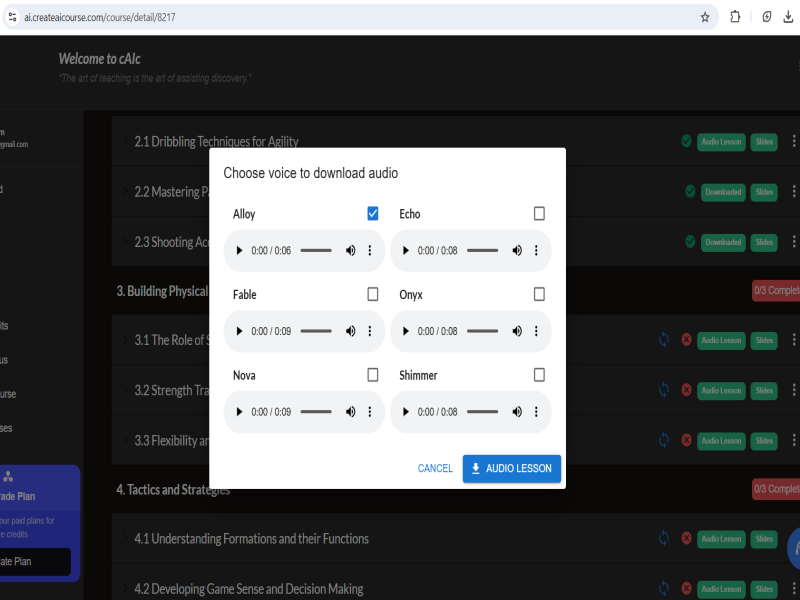 ai.createaicourse.com/course/detail/8217
Welcome to cAIc
"The art of teaching is the art of assisting discovery."
gmail.com
2.1 Dribbling Techniques for Agility
Audio Lesson Slides
2.2 Mastering
Downloaded Slides
2.3 Shooting
Downloaded Slides
Choose voice to download audio
Alloy Echo
0:00 / 0:06 0:00 / 0:08
Fable Onyx
0:00 / 0:09 0:00 / 0:08
Nova Shimmer
0:00 / 0:09 0:00 / 0:08
CANCEL AUDIO LESSON
3. Building Physical
0/3 Complet
3.1 The Role of
Audio Lesson Slides
3.2 Strength Tra
Audio Lesson Slides
3.3 Flexibility an
Audio Lesson Slides
4. Tactics and Strategies
0/3 Complet
4.1 Understanding Formations and their Functions
Audio Lesson Slides
4.2 Developing Game Sense and Decision Making
Audio Lesson Slides
rade Plan
our paid plans for
e credits
ate Plan